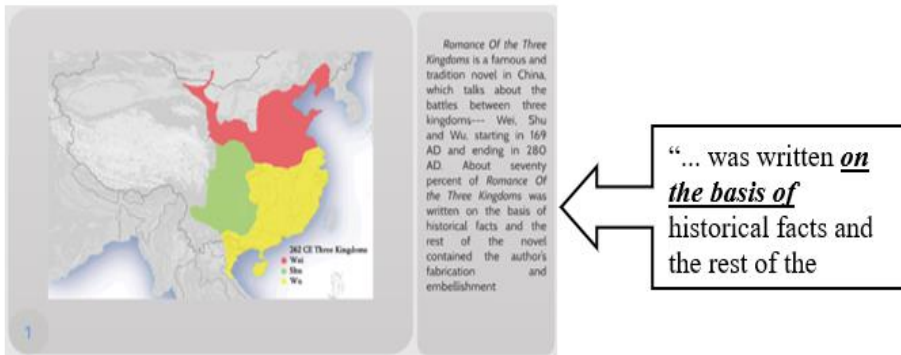 262 CE Three Kingdoms
Wei
Shu
Wu
1
Romance Of the Three
Kingdoms is a famous and
tradition novel in China,
which talks about the
battles between three
kingdoms--- Wei, Shu
and Wu, starting in 169
AD and ending in 280
AD. About seventy
percent of Romance Of
the Three Kingdoms was
written on the basis of
historical facts and the
rest of the novel
contained the author's
fabrication and
embellishment
"... was written on
the basis of
historical facts and
the rest of the